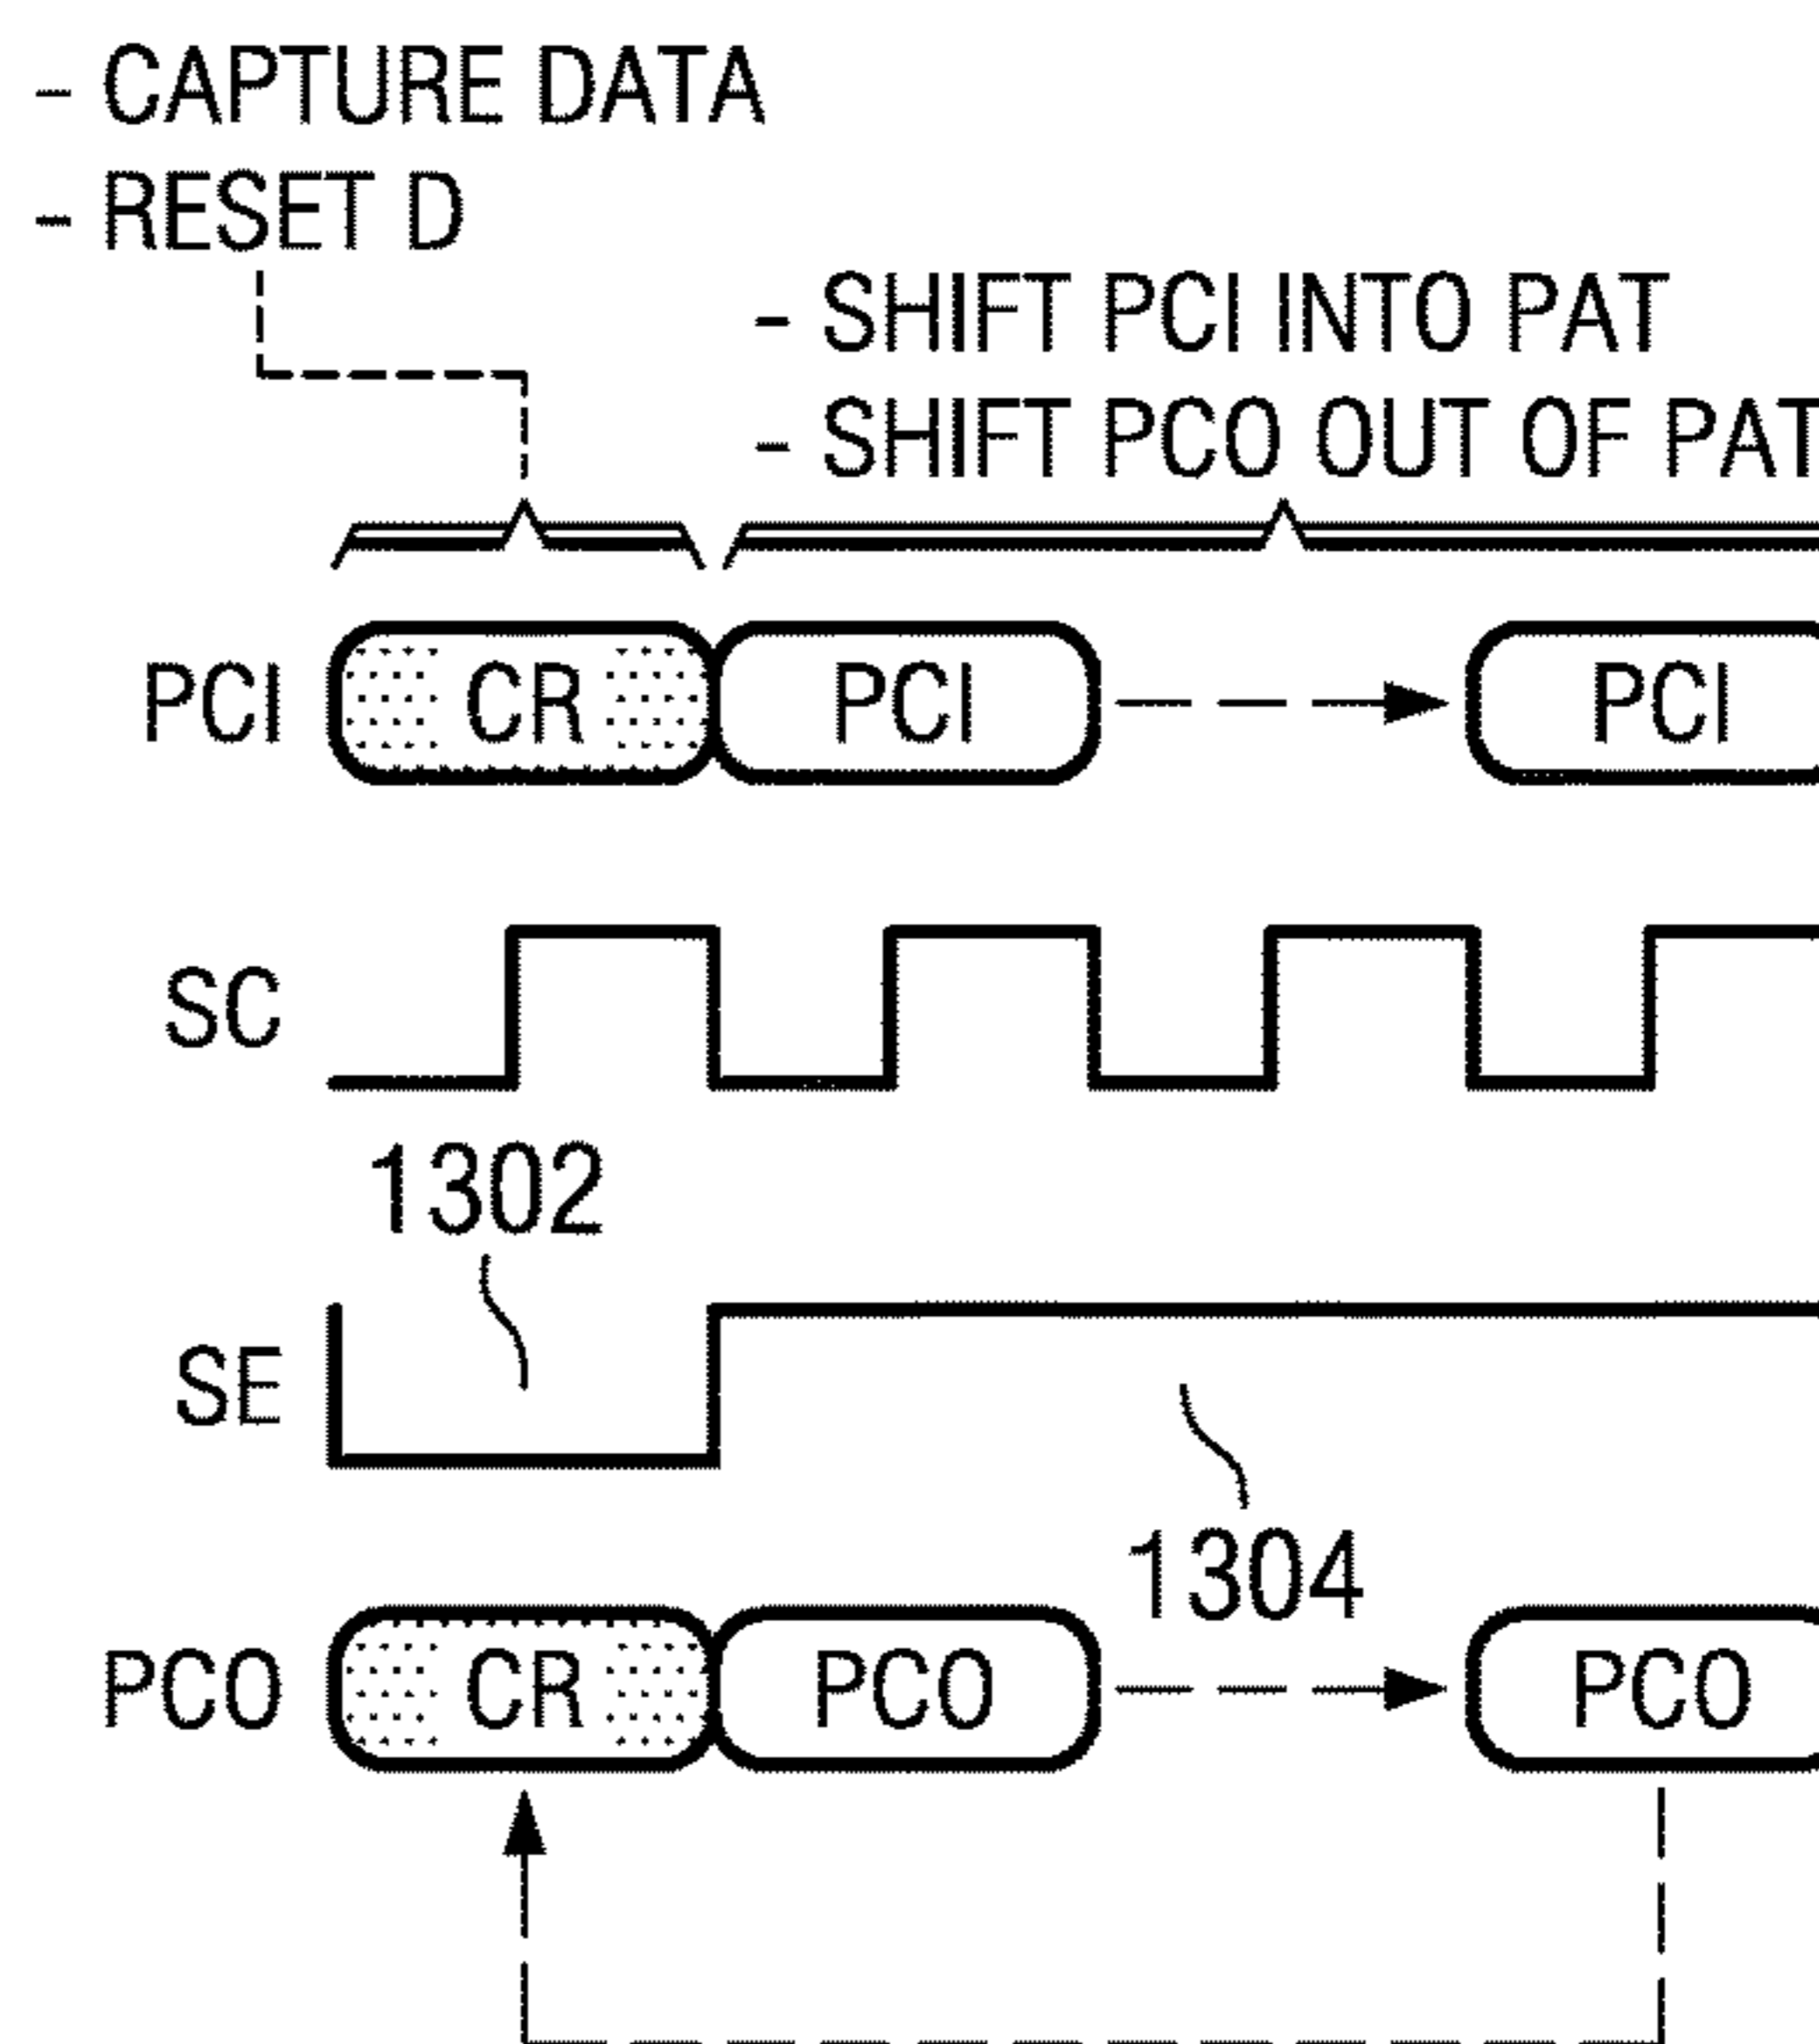 - CAPTURE DATA
- RESET D
- SHIFT PCI INTO PAT
- SHIFT PCO OUT OF PAT
PCI CR PCI PCI
SC
1302
SE
1304
PCO CR PCO PCO